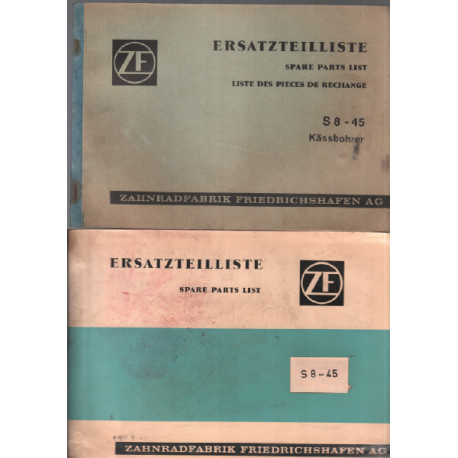 ZF
ERSATZTEILLISTE
SPARE PARTS LIST
LISTE DES PIECES DE RECHANGE
S 8 - 45
Kässbohrer
ZAHNRADFABRIK FRIEDRICHSHAFEN AG
ERSATZTEILLISTE
ZF
SPARE PARTS LIST
S 8 - 45
ZAHNRADFABRIK FRIEDRICHSHAFEN AG